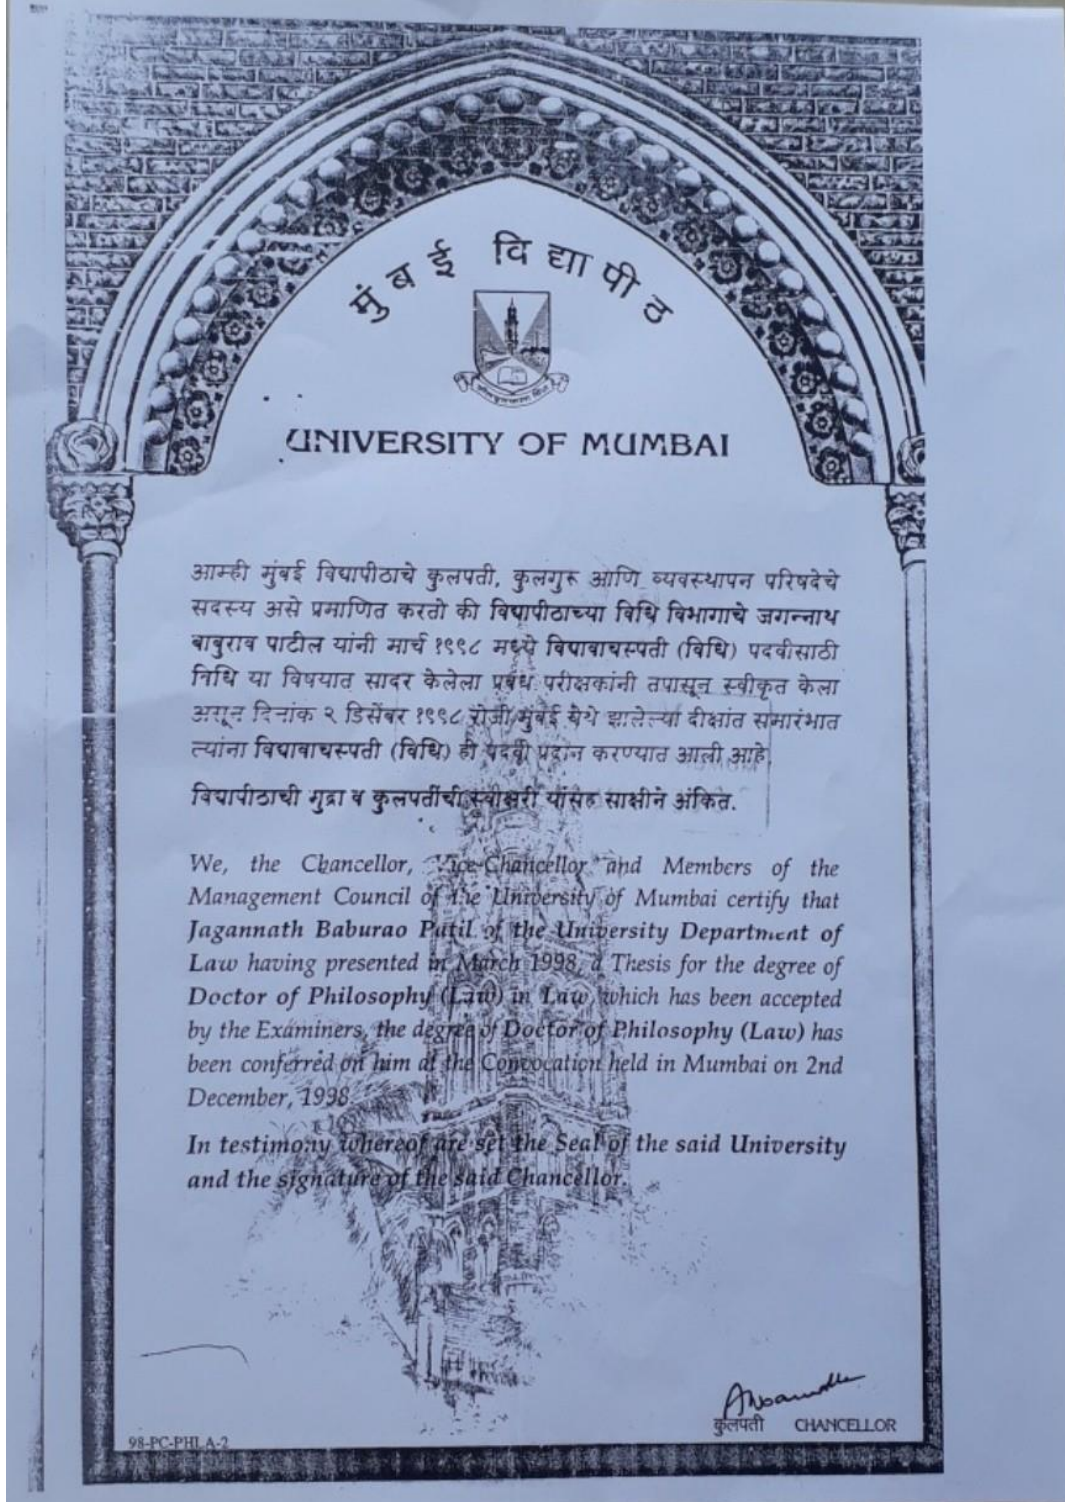 मुंबई विद्यापीठ
UNIVERSITY OF MUMBAI
आम्ही मुंबई विद्यापीठाचे कुलपती, कुलगुरू आणि व्यवस्थापन परिषदेचे
सदस्य असे प्रमाणित करतो की विद्यापीठाच्या विधि विभागाचे जगन्नाथ
बाबुराव पाटील यांनी मार्च १९९८ मध्ये विद्यावाचस्पती (विधि) पदवीसाठी
विधि या विषयात सादर केलेला प्रबंध परीक्षकांनी तपासून स्वीकृत केला
असून दिनांक २ डिसेंबर १९९८ रोजी मुंबई येथे झालेल्या दीक्षांत समारंभात
त्यांना विद्यावाचस्पती (विधि) ही पदवी प्रदान करण्यात आली आहे.
विद्यापीठाची मुद्रा व कुलपतींची स्वाक्षरी यांसह साक्षीने अंकित.
We, the Chancellor, Vice-Chancellor and Members of the
Management Council of the University of Mumbai certify that
Jagannath Baburao Patil of the University Department of
Law having presented in March 1998, a Thesis for the degree of
Doctor of Philosophy (Law) in Law, which has been accepted
by the Examiners, the degree of Doctor of Philosophy (Law) has
been conferred on him at the Convocation held in Mumbai on 2nd
December, 1998.
In testimony whereof are set the Seal of the said University
and the signature of the said Chancellor.
कुलपती CHANCELLOR
98-PC-PHLA-2